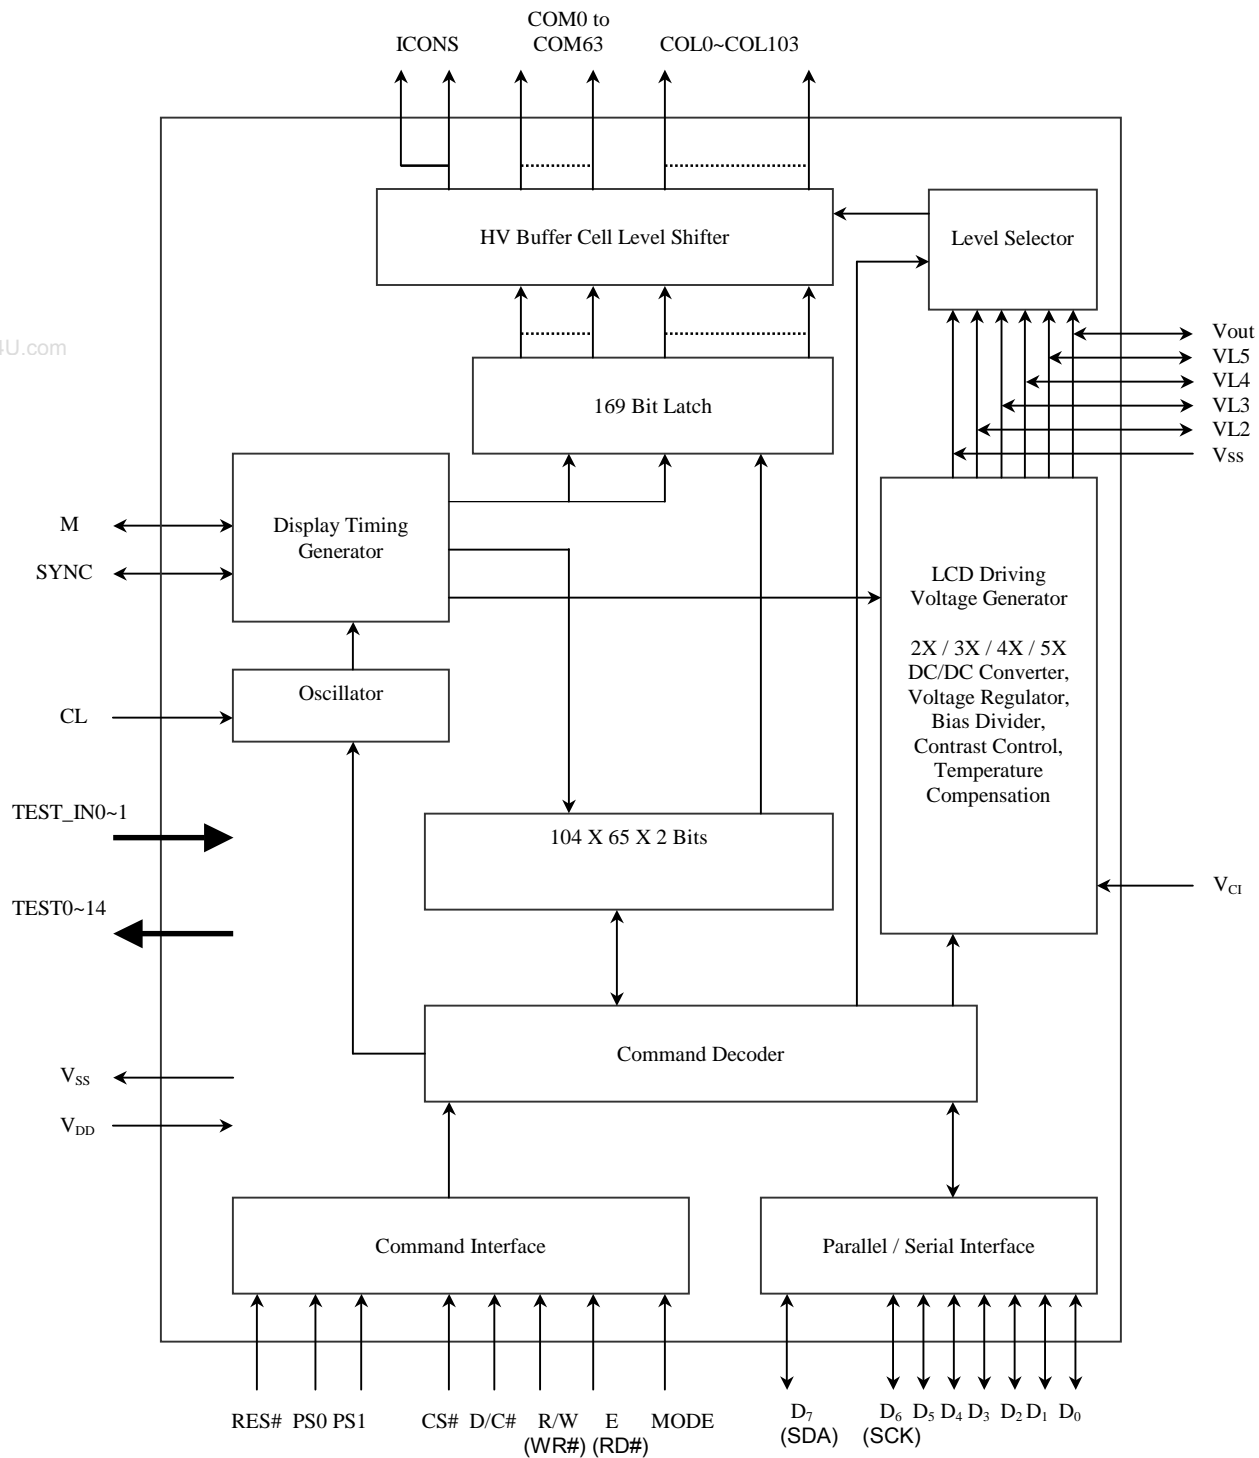 COM0 to
ICONS COM63 COL0~COL103
HV Buffer Cell Level Shifter
Level Selector
4U.com
Vout
VL5
VL4
VL3
VL2
Vss
169 Bit Latch
M
SYNC
Display Timing
Generator
LCD Driving
Voltage Generator
2X / 3X / 4X / 5X
DC/DC Converter,
Voltage Regulator,
Bias Divider,
Contrast Control,
Temperature
Compensation
Oscillator
CL
TEST_IN0~1
104 X 65 X 2 Bits
VCI
TEST0~14
Command Decoder
VSS
VDD
Command Interface
Parallel / Serial Interface
RES# PS0 PS1 CS# D/C# R/W E MODE D7 D6 D5 D4 D3 D2 D1 D0
(WR#) (RD#) (SDA) (SCK)